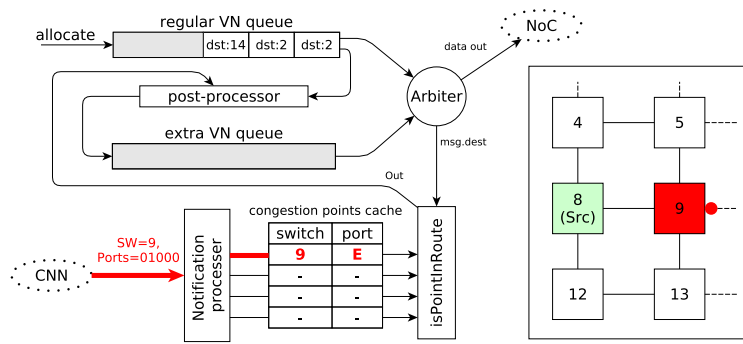 regular VN queue
NoC
allocate
dst:14 dst:2 dst:2
data out
post-processor
Arbiter
extra VN queue
msg.dest
Out
4 5
8
(Src)
9
12 13
congestion points cache
switch port
SW=9,
Ports=01000
9 E
CNN
- -
- -
- -
Notification
processer
isPointInRoute